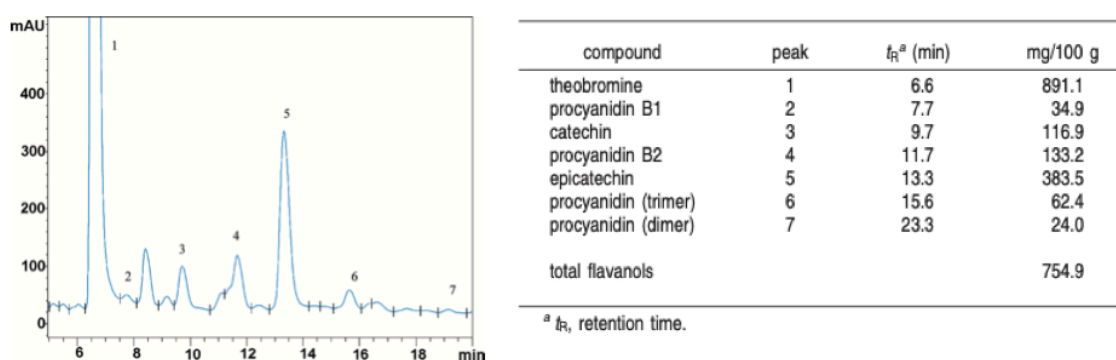 mAU
1
400
5
300
200
4
3
100
2
6
7
0
6 8 10 12 14 16 18 min
compound peak tRᵃ (min) mg/100 g
theobromine 1 6.6 891.1
procyanidin B1 2 7.7 34.9
catechin 3 9.7 116.9
procyanidin B2 4 11.7 133.2
epicatechin 5 13.3 383.5
procyanidin (trimer) 6 15.6 62.4
procyanidin (dimer) 7 23.3 24.0
total flavanols 754.9
ᵃ tR, retention time.